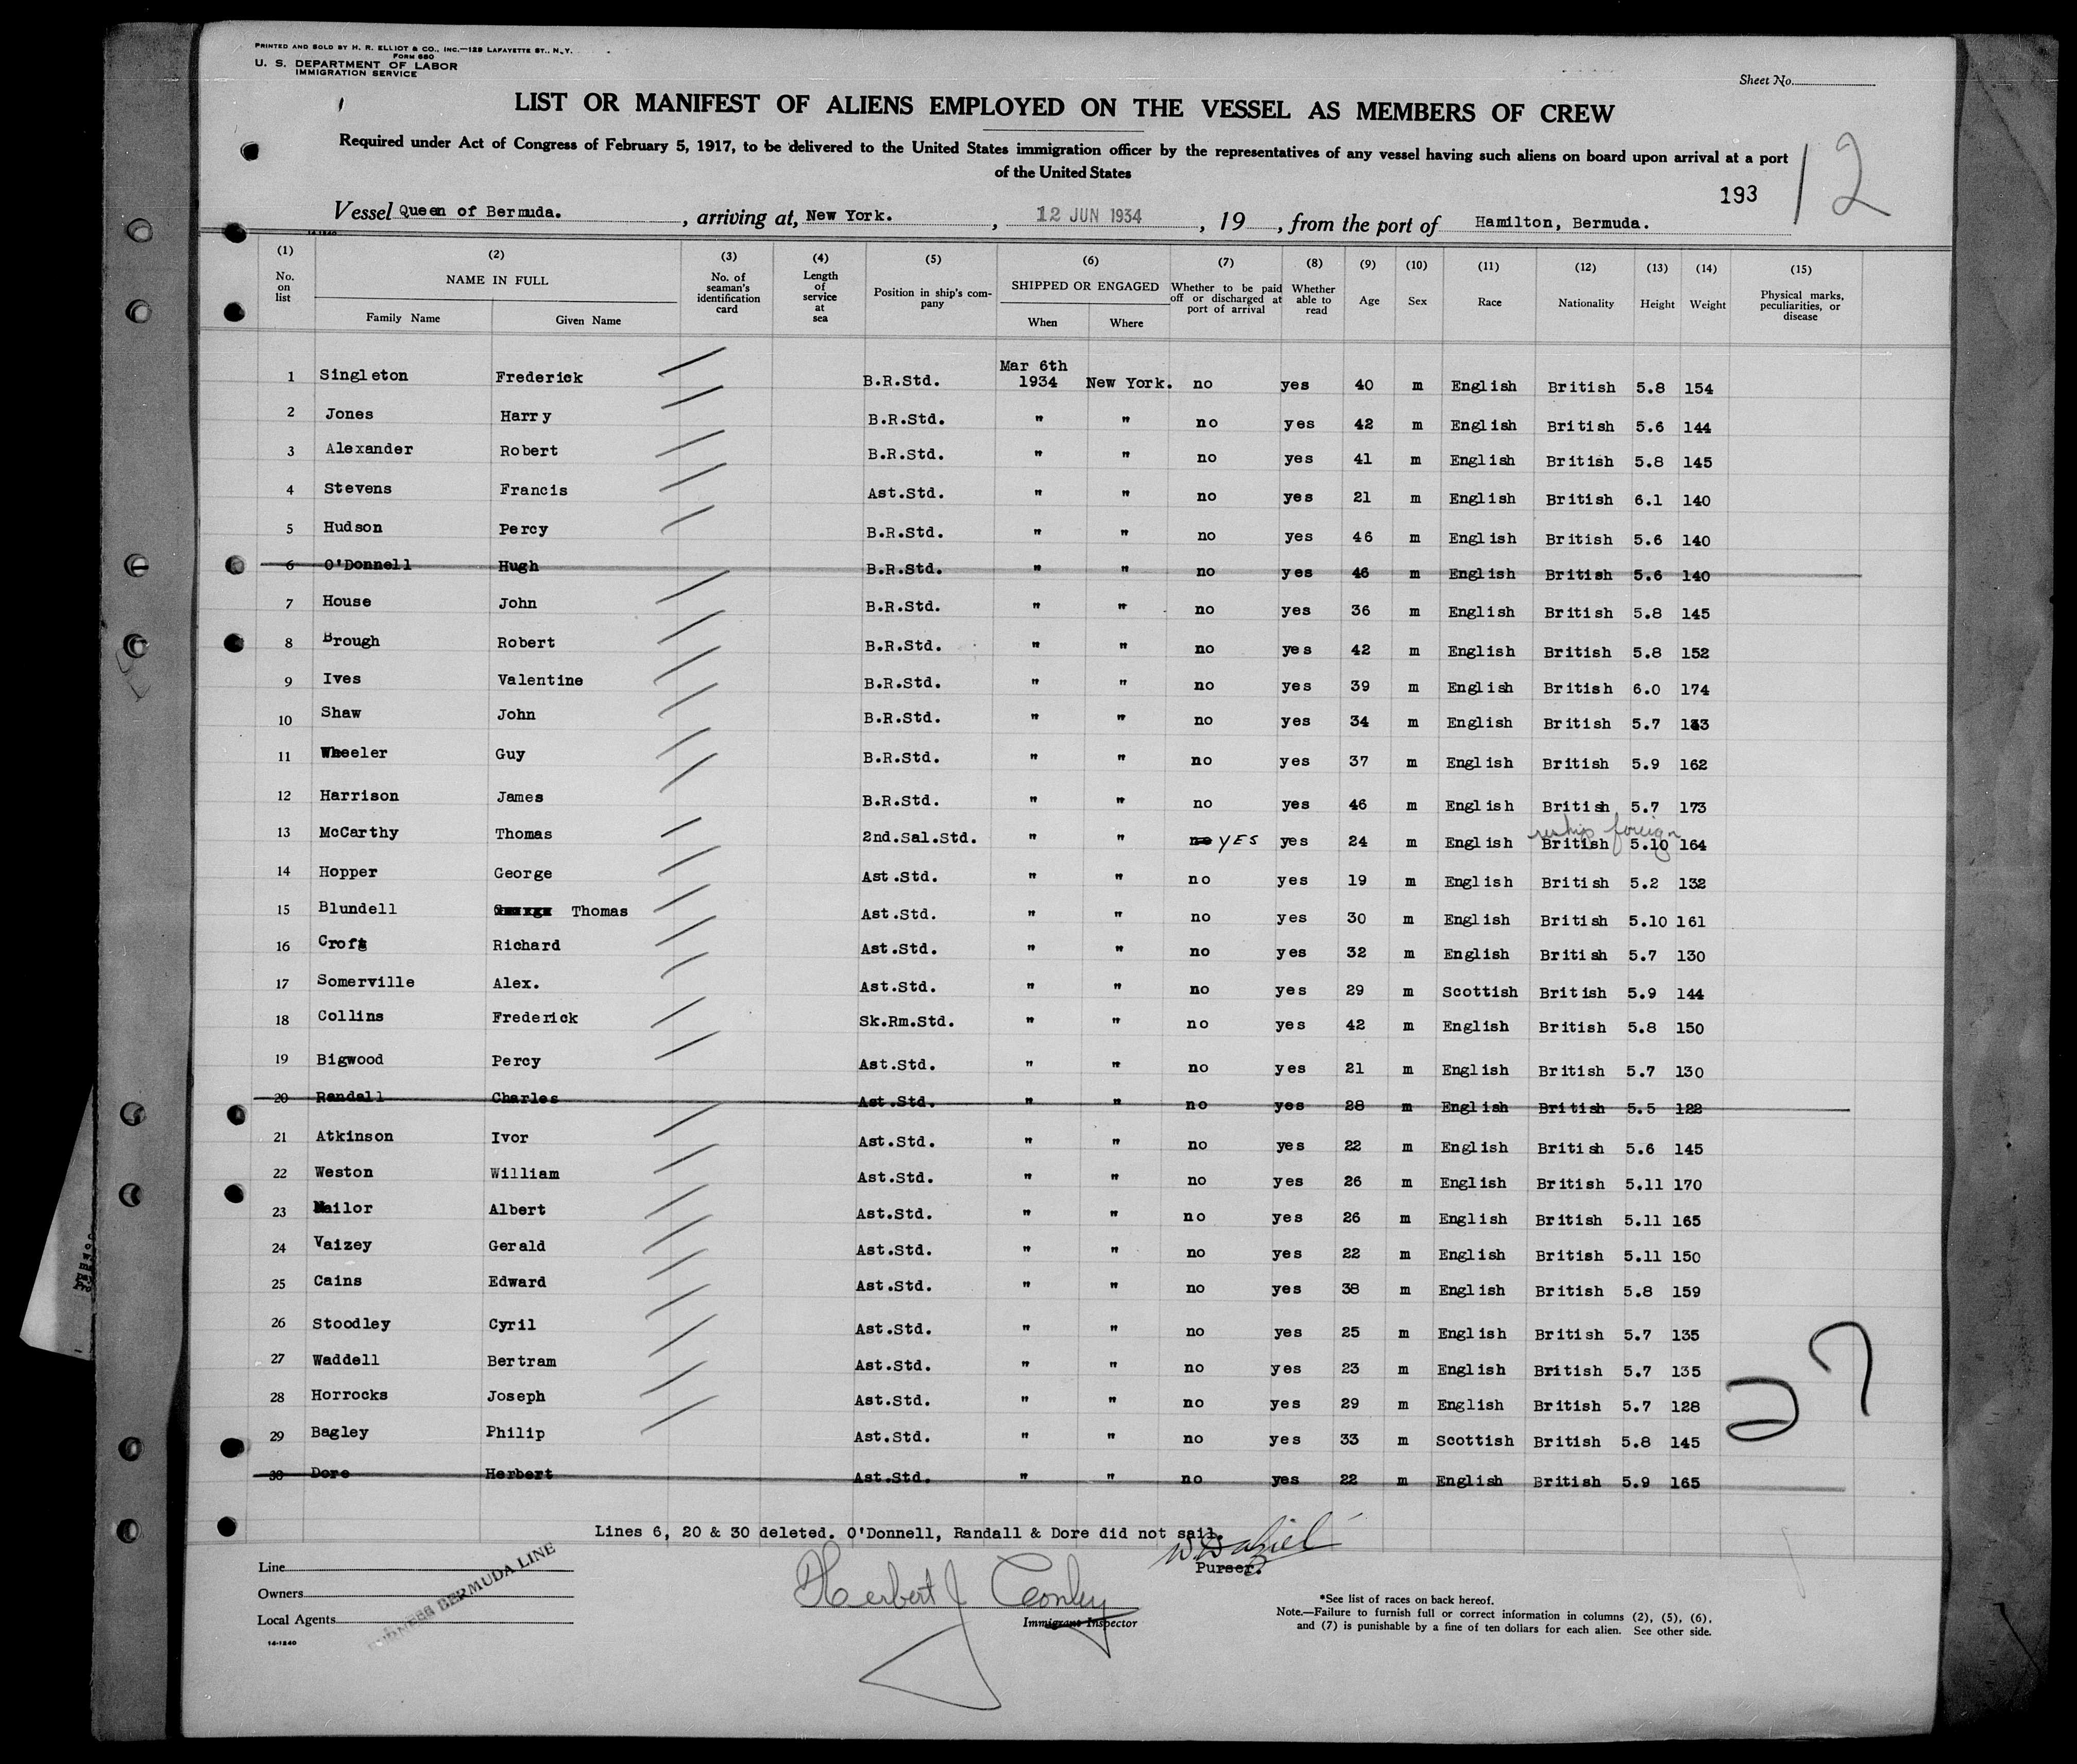 PRINTED AND SOLD BY H. R. ELLIOT & CO., INC.—129 LAFAYETTE ST., N.Y.
FORM 680
U. S. DEPARTMENT OF LABOR
IMMIGRATION SERVICE
Sheet No.
LIST OR MANIFEST OF ALIENS EMPLOYED ON THE VESSEL AS MEMBERS OF CREW
Required under Act of Congress of February 5, 1917, to be delivered to the United States immigration officer by the representatives of any vessel having such aliens on board upon arrival at a port
of the United States
193
12
Vessel Queen of Bermuda. , arriving at, New York. , 12 JUN 1934 , 19 , from the port of Hamilton, Bermuda.
14-1240
(1) (2) (3) (4) (5) (6) (7) (8) (9) (10) (11) (12) (13) (14) (15)
No. on list NAME IN FULL Family Name Given Name No. of seaman's identification card Length of service at sea Position in ship's company SHIPPED OR ENGAGED When Where Whether to be paid off or discharged at port of arrival Whether able to read Age Sex Race Nationality Height Weight Physical marks, peculiarities, or disease
1 Singleton Frederick B.R.Std. Mar 6th 1934 New York. no yes 40 m English British 5.8 154
2 Jones Harry B.R.Std. " " no yes 42 m English British 5.6 144
3 Alexander Robert B.R.Std. " " no yes 41 m English British 5.8 145
4 Stevens Francis Ast.Std. " " no yes 21 m English British 6.1 140
5 Hudson Percy B.R.Std. " " no yes 46 m English British 5.6 140
6 O'Donnell Hugh B.R.Std. " " no yes 46 m English British 5.6 140
7 House John B.R.Std. " " no yes 36 m English British 5.8 145
8 Brough Robert B.R.Std. " " no yes 42 m English British 5.8 152
9 Ives Valentine B.R.Std. " " no yes 39 m English British 6.0 174
10 Shaw John B.R.Std. " " no yes 34 m English British 5.7
11 Wheeler Guy B.R.Std. " " no yes 37 m English British 5.9 162
12 Harrison James B.R.Std. " " no yes 46 m English British 5.7 173
13 McCarthy Thomas 2nd.Sal.Std. " " no YES yes 24 m English British 5.10 164
reship foreign
14 Hopper George Ast.Std. " " no yes 19 m English British 5.2 132
15 Blundell Thomas Ast.Std. " " no yes 30 m English British 5.10 161
16 Croft Richard Ast.Std. " " no yes 32 m English British 5.7 130
17 Somerville Alex. Ast.Std. " " no yes 29 m Scottish British 5.9 144
18 Collins Frederick Sk.Rm.Std. " " no yes 42 m English British 5.8 150
19 Bigwood Percy Ast.Std. " " no yes 21 m English British 5.7 130
20 Randall Charles Ast.Std. " " no yes 28 m English British 5.5 122
21 Atkinson Ivor Ast.Std. " " no yes 22 m English British 5.6 145
22 Weston William Ast.Std. " " no yes 26 m English British 5.11 170
23 Mailor Albert Ast.Std. " " no yes 26 m English British 5.11 165
24 Vaizey Gerald Ast.Std. " " no yes 22 m English British 5.11 150
25 Cains Edward Ast.Std. " " no yes 38 m English British 5.8 159
26 Stoodley Cyril Ast.Std. " " no yes 25 m English British 5.7 135
27 Waddell Bertram Ast.Std. " " no yes 23 m English British 5.7 135
28 Horrocks Joseph Ast.Std. " " no yes 29 m English British 5.7 128
29 Bagley Philip Ast.Std. " " no yes 33 m Scottish British 5.8 145
30 Dore Herbert Ast.Std. " " no yes 22 m English British 5.9 165
27
Lines 6, 20 & 30 deleted. O'Donnell, Randall & Dore did not sail.
Purser.
Line
Owners
Local Agents
FURNESS BERMUDA LINE
14-1240
Herbert J Conley
Immigrant Inspector
*See list of races on back hereof.
Note.—Failure to furnish full or correct information in columns (2), (5), (6),
and (7) is punishable by a fine of ten dollars for each alien. See other side.